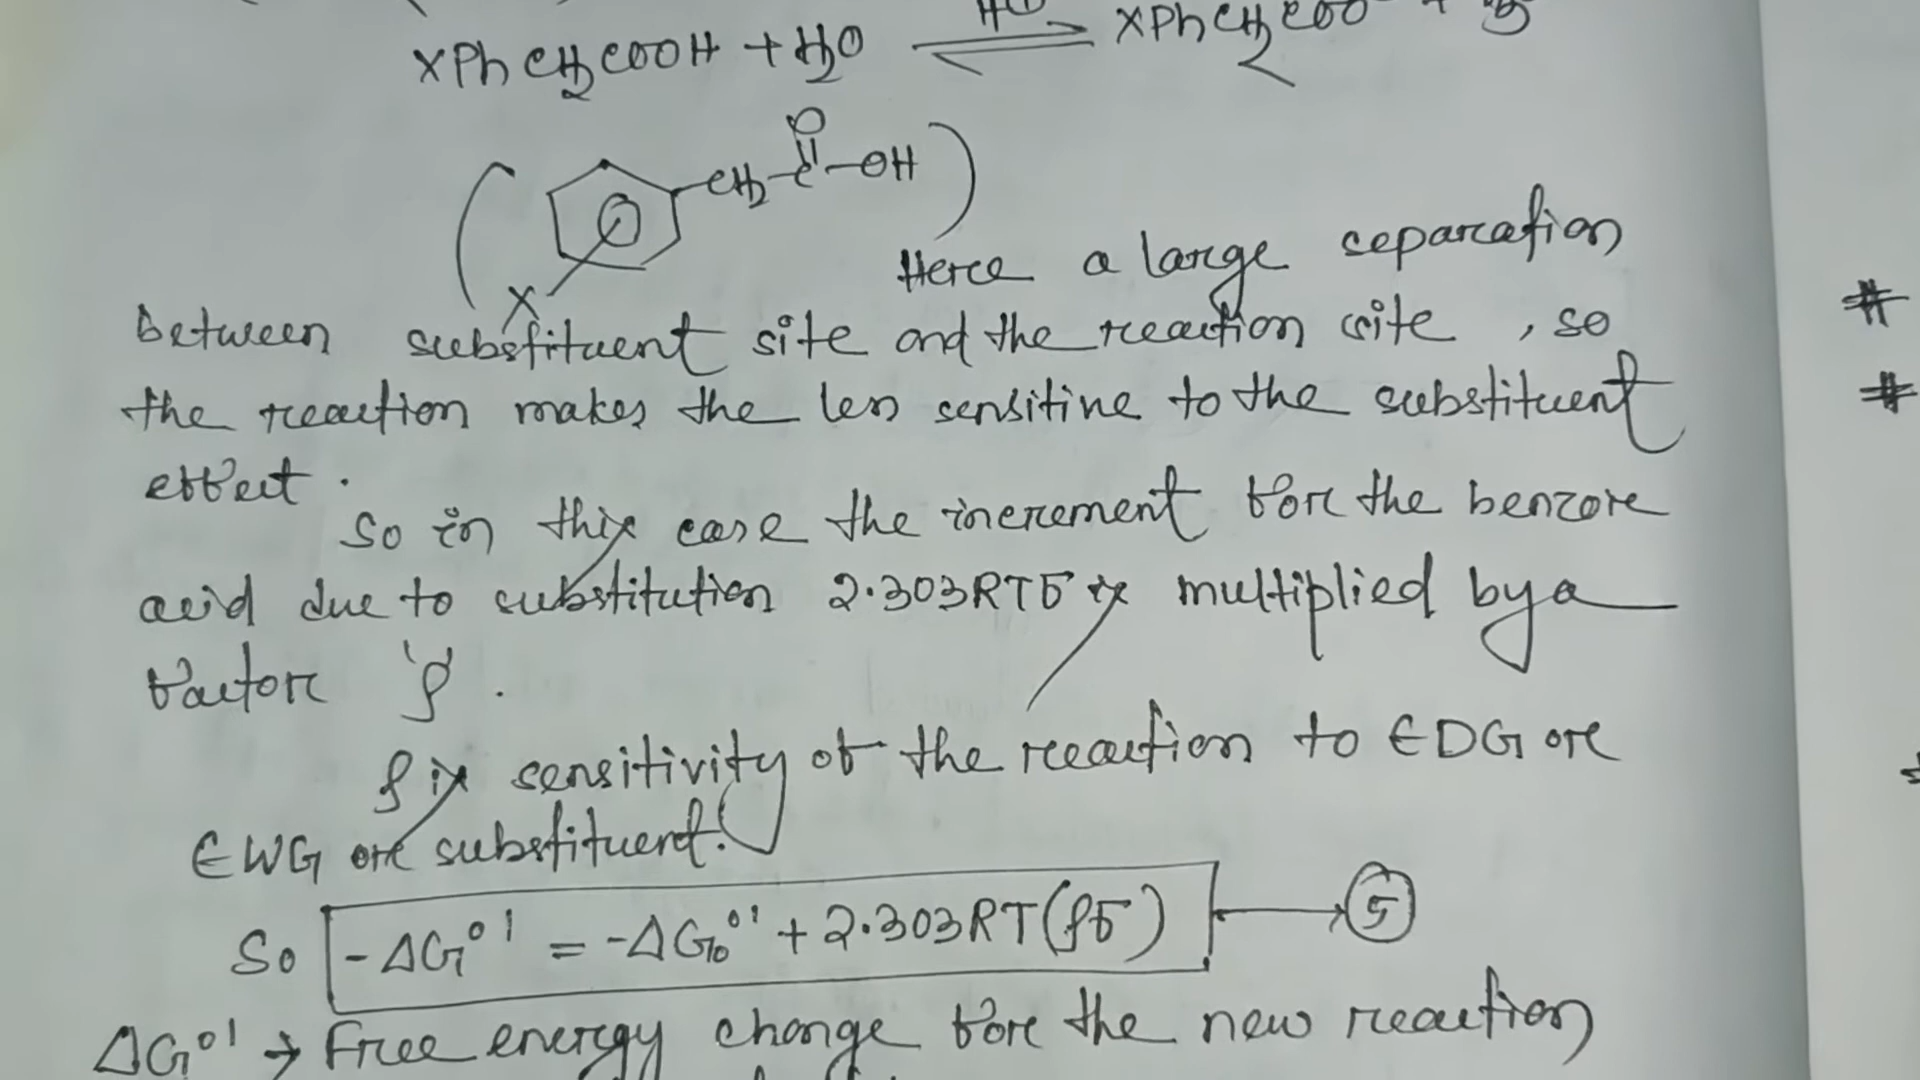 XPhCH₂COOH + H₂O ⇌ XPhCH₂COO⁻ +
CH₂-C-OH
O
X
Here a large separation
between substituent site and the reaction site, so
the reaction makes the less sensitive to the substituent
effect.
So in this case the increment for the benzore
acid due to substitution 2.303RTσ is multiplied by a
factor 'ρ'.
ρ is sensitivity of the reaction to EDG or
EWG or substituent.
So -ΔG°' = -ΔG₀°' + 2.303RT(ρσ) → 5
ΔG°' → Free energy change for the new reaction
#
#